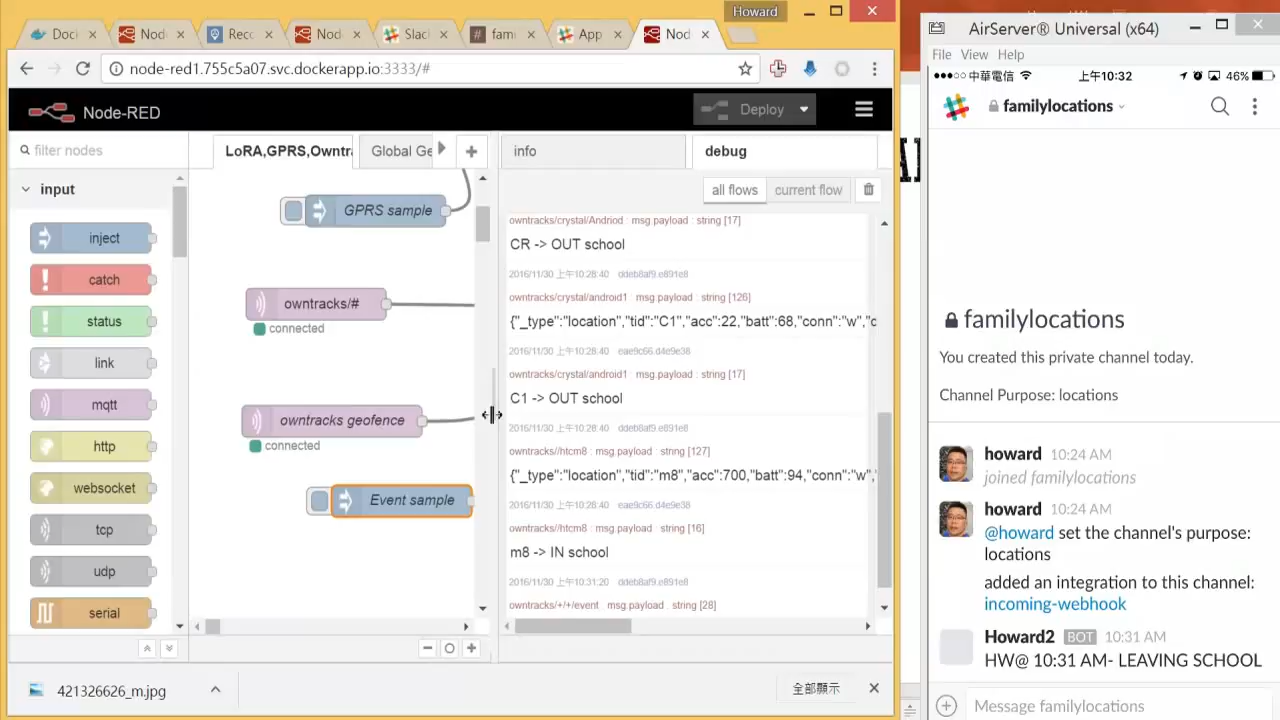 Howard
Doc
Nod
Reco
Nod
Slac
fam
App
Nod
node-red1.755c5a07.svc.dockerapp.io:3333/#
Node-RED
Deploy
filter nodes
input
inject
catch
status
link
mqtt
http
websocket
tcp
udp
serial
LoRA,GPRS,Owntra
Global Ge
GPRS sample
owntracks/#
connected
owntracks geofence
connected
Event sample
info
debug
all flows
current flow
owntracks/crystal/Andriod : msg.payload : string [17]
CR -> OUT school
2016/11/30 上午10:28:40 ddeb8af9.e891e8
owntracks/crystal/android1 : msg.payload : string [126]
{"_type":"location","tid":"C1","acc":22,"batt":68,"conn":"w","c
2016/11/30 上午10:28:40 eae9c66.d4e9e38
owntracks/crystal/android1 : msg.payload : string [17]
C1 -> OUT school
2016/11/30 上午10:28:40 ddeb8af9.e891e8
owntracks//htcm8 : msg.payload : string [127]
{"_type":"location","tid":"m8","acc":700,"batt":94,"conn":"w",
2016/11/30 上午10:28:40 eae9c66.d4e9e38
owntracks//htcm8 : msg.payload : string [16]
m8 -> IN school
2016/11/30 上午10:31:20 ddeb8af9.e891e8
owntracks/+/+/event : msg.payload : string [28]
421326626_m.jpg
全部顯示
AirServer® Universal (x64)
File View Help
中華電信 上午10:32 46%
familylocations
familylocations
You created this private channel today.
Channel Purpose: locations
howard 10:24 AM
joined familylocations
howard 10:24 AM
@howard set the channel's purpose:
locations
added an integration to this channel:
incoming-webhook
Howard2 BOT 10:31 AM
HW@ 10:31 AM- LEAVING SCHOOL
Message familylocations